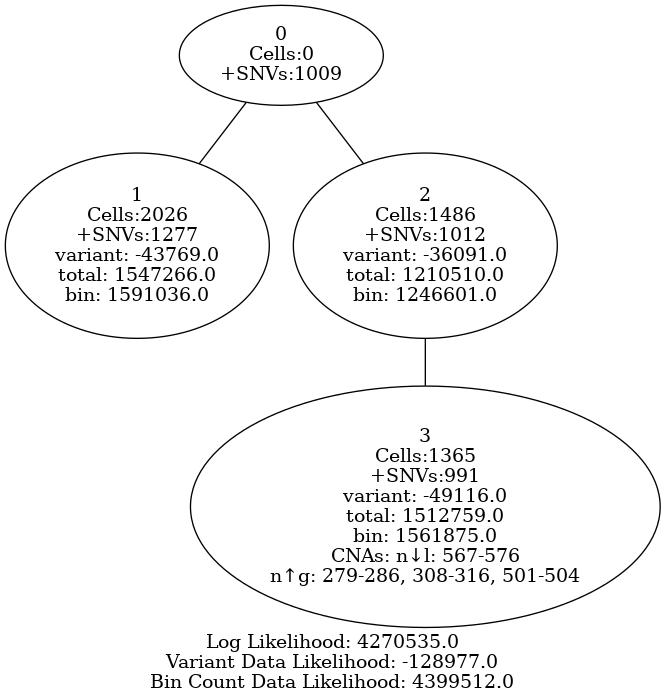 0
Cells:0
+SNVs:1009
1
Cells:2026
+SNVs:1277
variant: -43769.0
total: 1547266.0
bin: 1591036.0
2
Cells:1486
+SNVs:1012
variant: -36091.0
total: 1210510.0
bin: 1246601.0
3
Cells:1365
+SNVs:991
variant: -49116.0
total: 1512759.0
bin: 1561875.0
CNAs: n↓l: 567-576
n↑g: 279-286, 308-316, 501-504
Log Likelihood: 4270535.0
Variant Data Likelihood: -128977.0
Bin Count Data Likelihood: 4399512.0